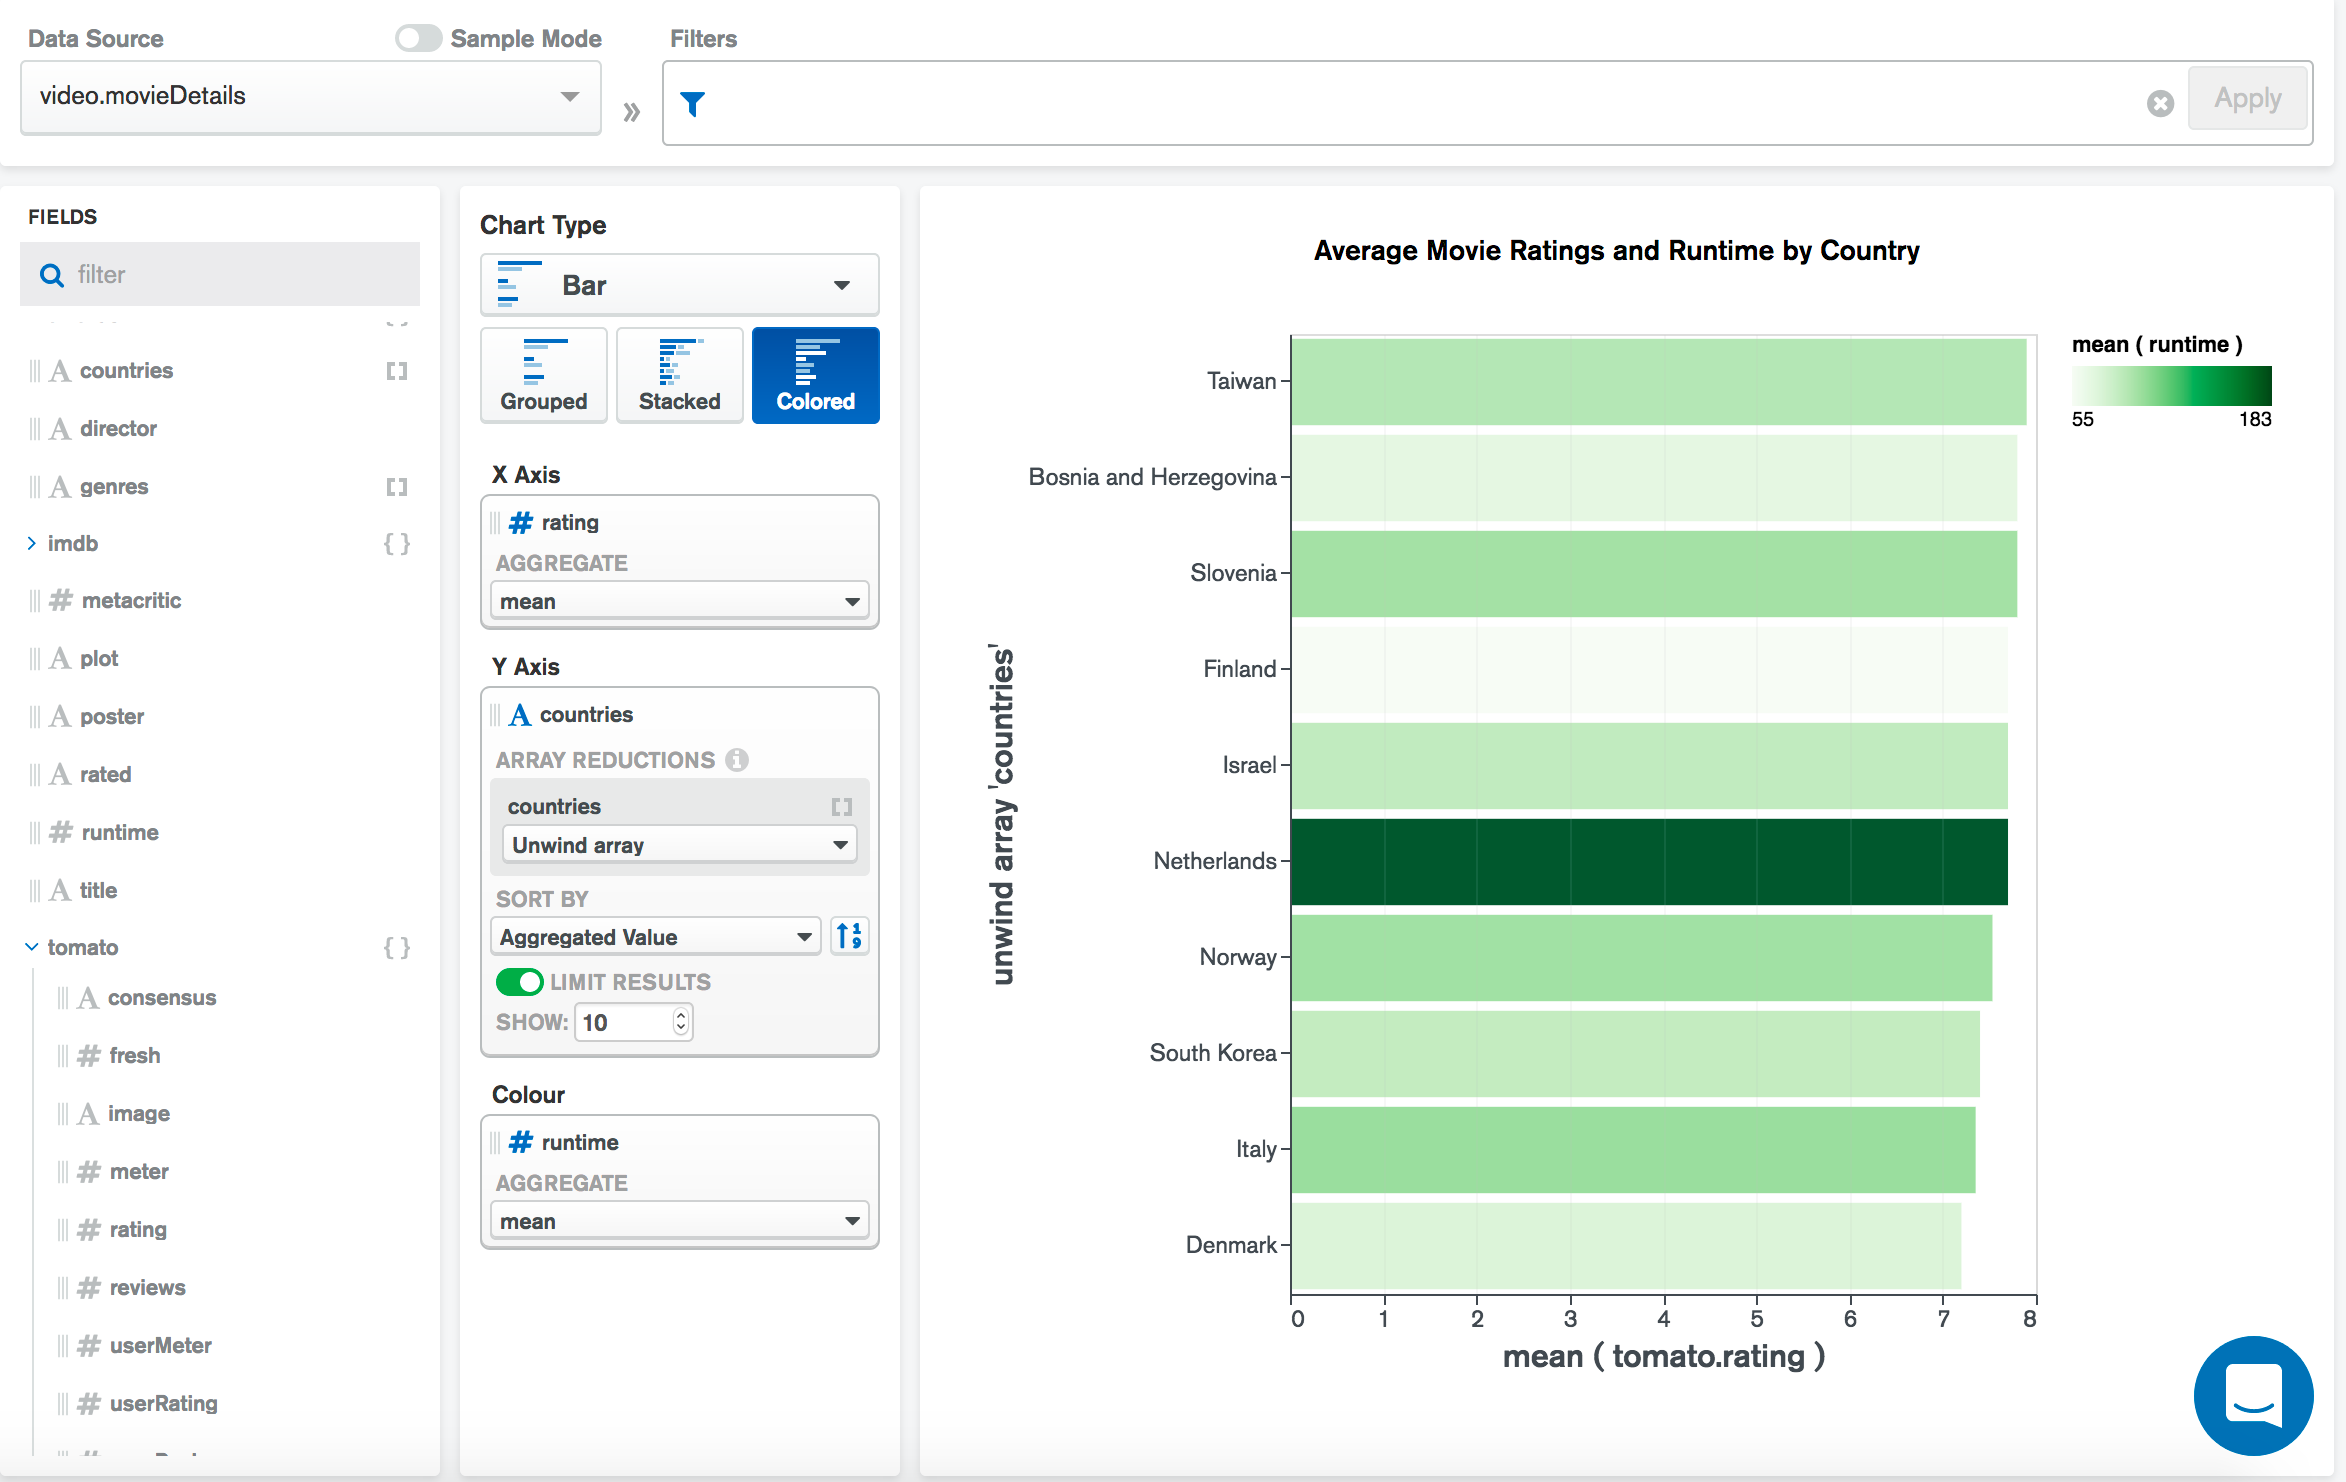 Data Source
Sample Mode
Filters
video.movieDetails
»
Apply
FIELDS
filter
countries
director
genres
imdb
metacritic
plot
poster
rated
runtime
title
tomato
consensus
fresh
image
meter
rating
reviews
userMeter
userRating
Chart Type
Bar
Grouped
Stacked
Colored
X Axis
# rating
AGGREGATE
mean
Y Axis
A countries
ARRAY REDUCTIONS
countries
Unwind array
SORT BY
Aggregated Value
LIMIT RESULTS
SHOW: 10
Colour
# runtime
AGGREGATE
mean
Average Movie Ratings and Runtime by Country
mean ( runtime )
55 183
unwind array 'countries'
Taiwan
Bosnia and Herzegovina
Slovenia
Finland
Israel
Netherlands
Norway
South Korea
Italy
Denmark
0 1 2 3 4 5 6 7 8
mean ( tomato.rating )